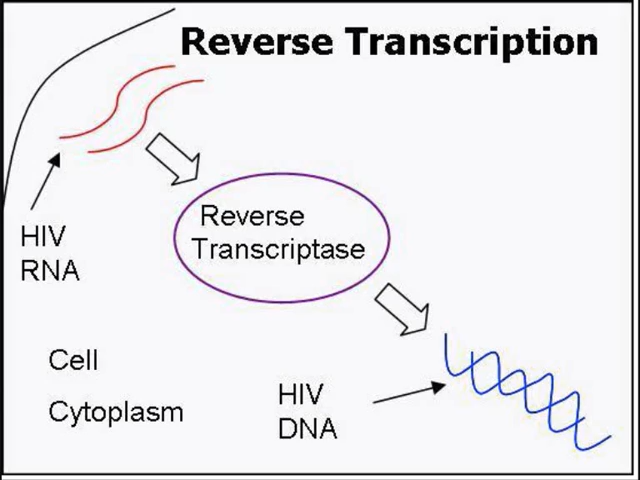 Reverse Transcription
HIV
RNA
Reverse
Transcriptase
Cell
Cytoplasm
HIV
DNA